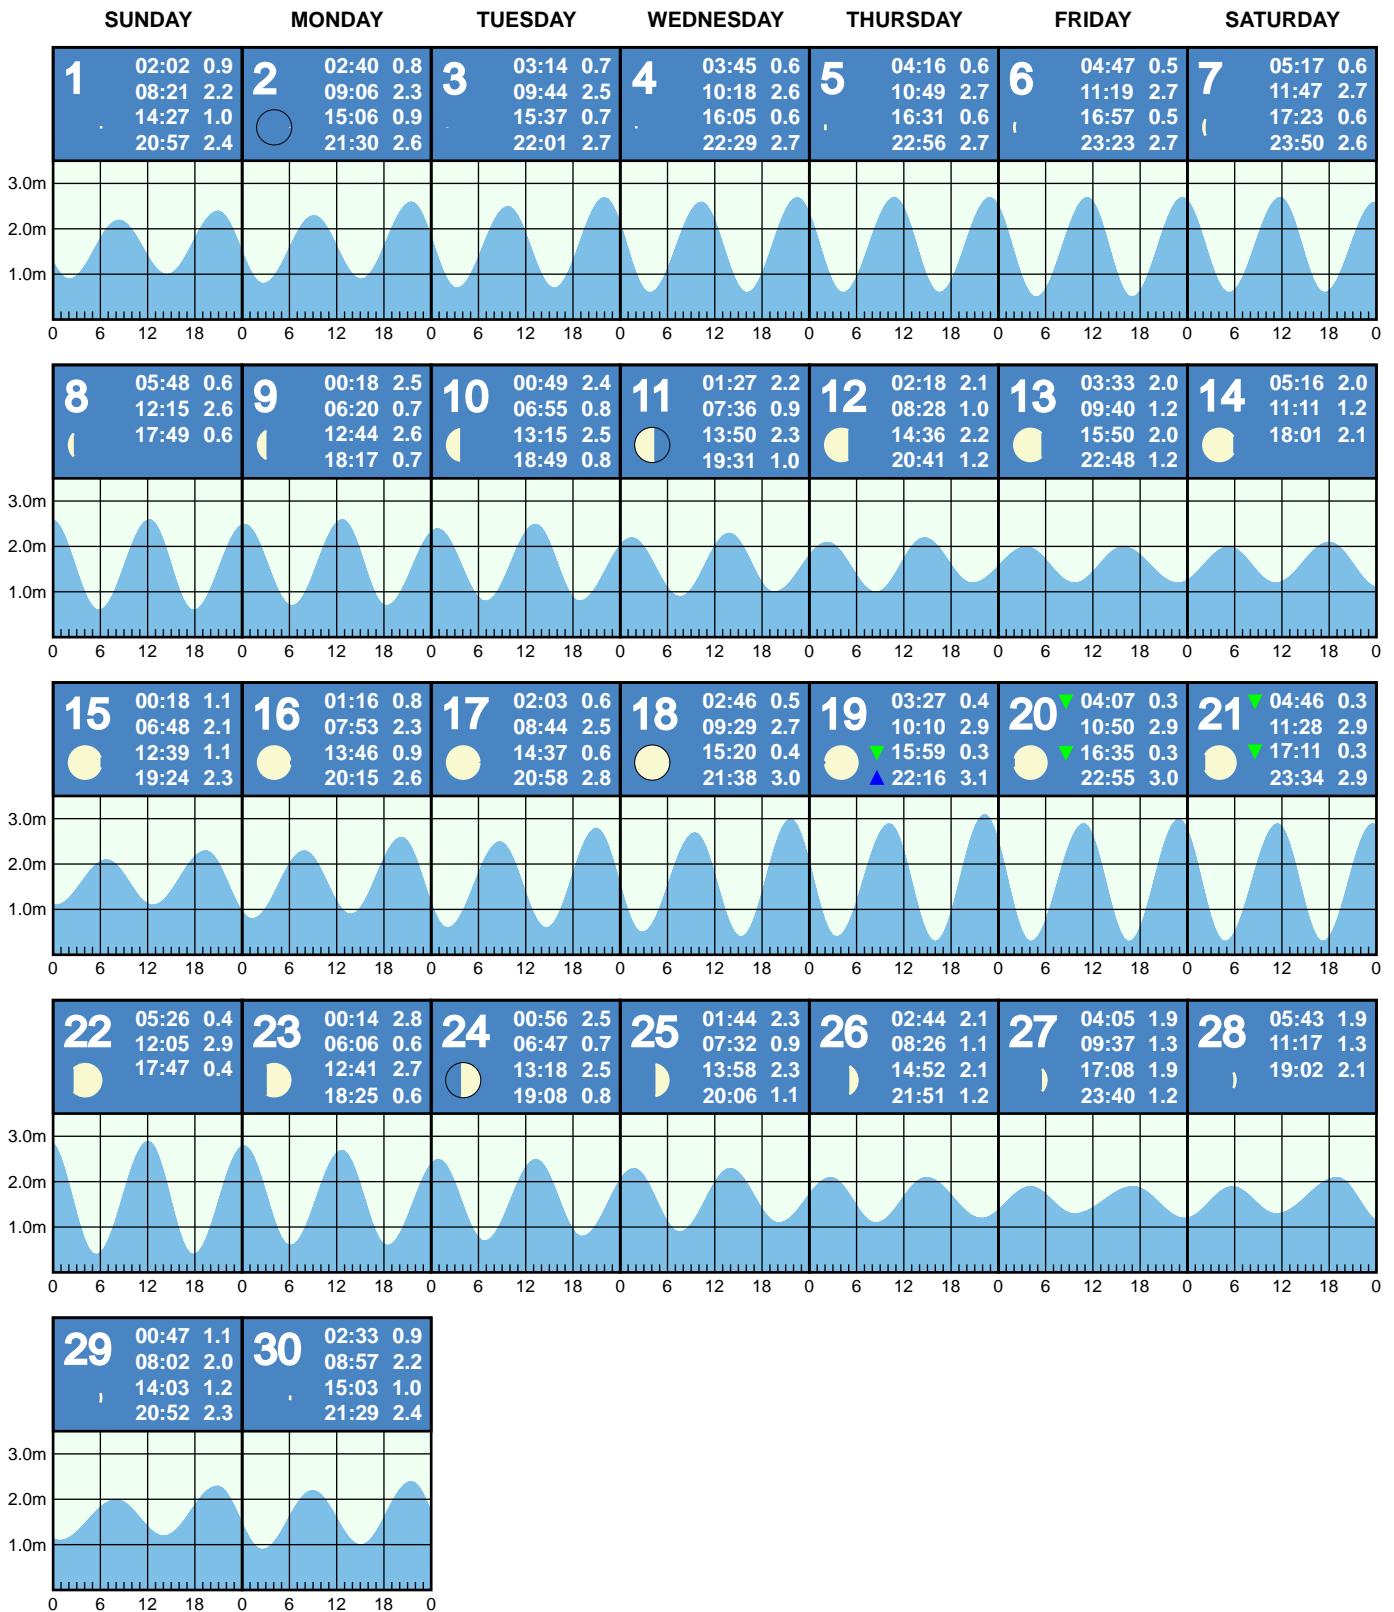 SUNDAY MONDAY TUESDAY WEDNESDAY THURSDAY FRIDAY SATURDAY
1 02:02 0.9
08:21 2.2
14:27 1.0
20:57 2.4
2 02:40 0.8
09:06 2.3
15:06 0.9
21:30 2.6
3 03:14 0.7
09:44 2.5
15:37 0.7
22:01 2.7
4 03:45 0.6
10:18 2.6
16:05 0.6
22:29 2.7
5 04:16 0.6
10:49 2.7
16:31 0.6
22:56 2.7
6 04:47 0.5
11:19 2.7
16:57 0.5
23:23 2.7
7 05:17 0.6
11:47 2.7
17:23 0.6
23:50 2.6
3.0m
2.0m
1.0m
0 6 12 18 0 6 12 18 0 6 12 18 0 6 12 18 0 6 12 18 0 6 12 18 0 6 12 18 0
8 05:48 0.6
12:15 2.6
17:49 0.6
9 00:18 2.5
06:20 0.7
12:44 2.6
18:17 0.7
10 00:49 2.4
06:55 0.8
13:15 2.5
18:49 0.8
11 01:27 2.2
07:36 0.9
13:50 2.3
19:31 1.0
12 02:18 2.1
08:28 1.0
14:36 2.2
20:41 1.2
13 03:33 2.0
09:40 1.2
15:50 2.0
22:48 1.2
14 05:16 2.0
11:11 1.2
18:01 2.1
3.0m
2.0m
1.0m
0 6 12 18 0 6 12 18 0 6 12 18 0 6 12 18 0 6 12 18 0 6 12 18 0 6 12 18 0
15 00:18 1.1
06:48 2.1
12:39 1.1
19:24 2.3
16 01:16 0.8
07:53 2.3
13:46 0.9
20:15 2.6
17 02:03 0.6
08:44 2.5
14:37 0.6
20:58 2.8
18 02:46 0.5
09:29 2.7
15:20 0.4
21:38 3.0
19 03:27 0.4
10:10 2.9
15:59 0.3
22:16 3.1
20 04:07 0.3
10:50 2.9
16:35 0.3
22:55 3.0
21 04:46 0.3
11:28 2.9
17:11 0.3
23:34 2.9
3.0m
2.0m
1.0m
0 6 12 18 0 6 12 18 0 6 12 18 0 6 12 18 0 6 12 18 0 6 12 18 0 6 12 18 0
22 05:26 0.4
12:05 2.9
17:47 0.4
23 00:14 2.8
06:06 0.6
12:41 2.7
18:25 0.6
24 00:56 2.5
06:47 0.7
13:18 2.5
19:08 0.8
25 01:44 2.3
07:32 0.9
13:58 2.3
20:06 1.1
26 02:44 2.1
08:26 1.1
14:52 2.1
21:51 1.2
27 04:05 1.9
09:37 1.3
17:08 1.9
23:40 1.2
28 05:43 1.9
11:17 1.3
19:02 2.1
3.0m
2.0m
1.0m
0 6 12 18 0 6 12 18 0 6 12 18 0 6 12 18 0 6 12 18 0 6 12 18 0 6 12 18 0
29 00:47 1.1
08:02 2.0
14:03 1.2
20:52 2.3
30 02:33 0.9
08:57 2.2
15:03 1.0
21:29 2.4
3.0m
2.0m
1.0m
0 6 12 18 0 6 12 18 0